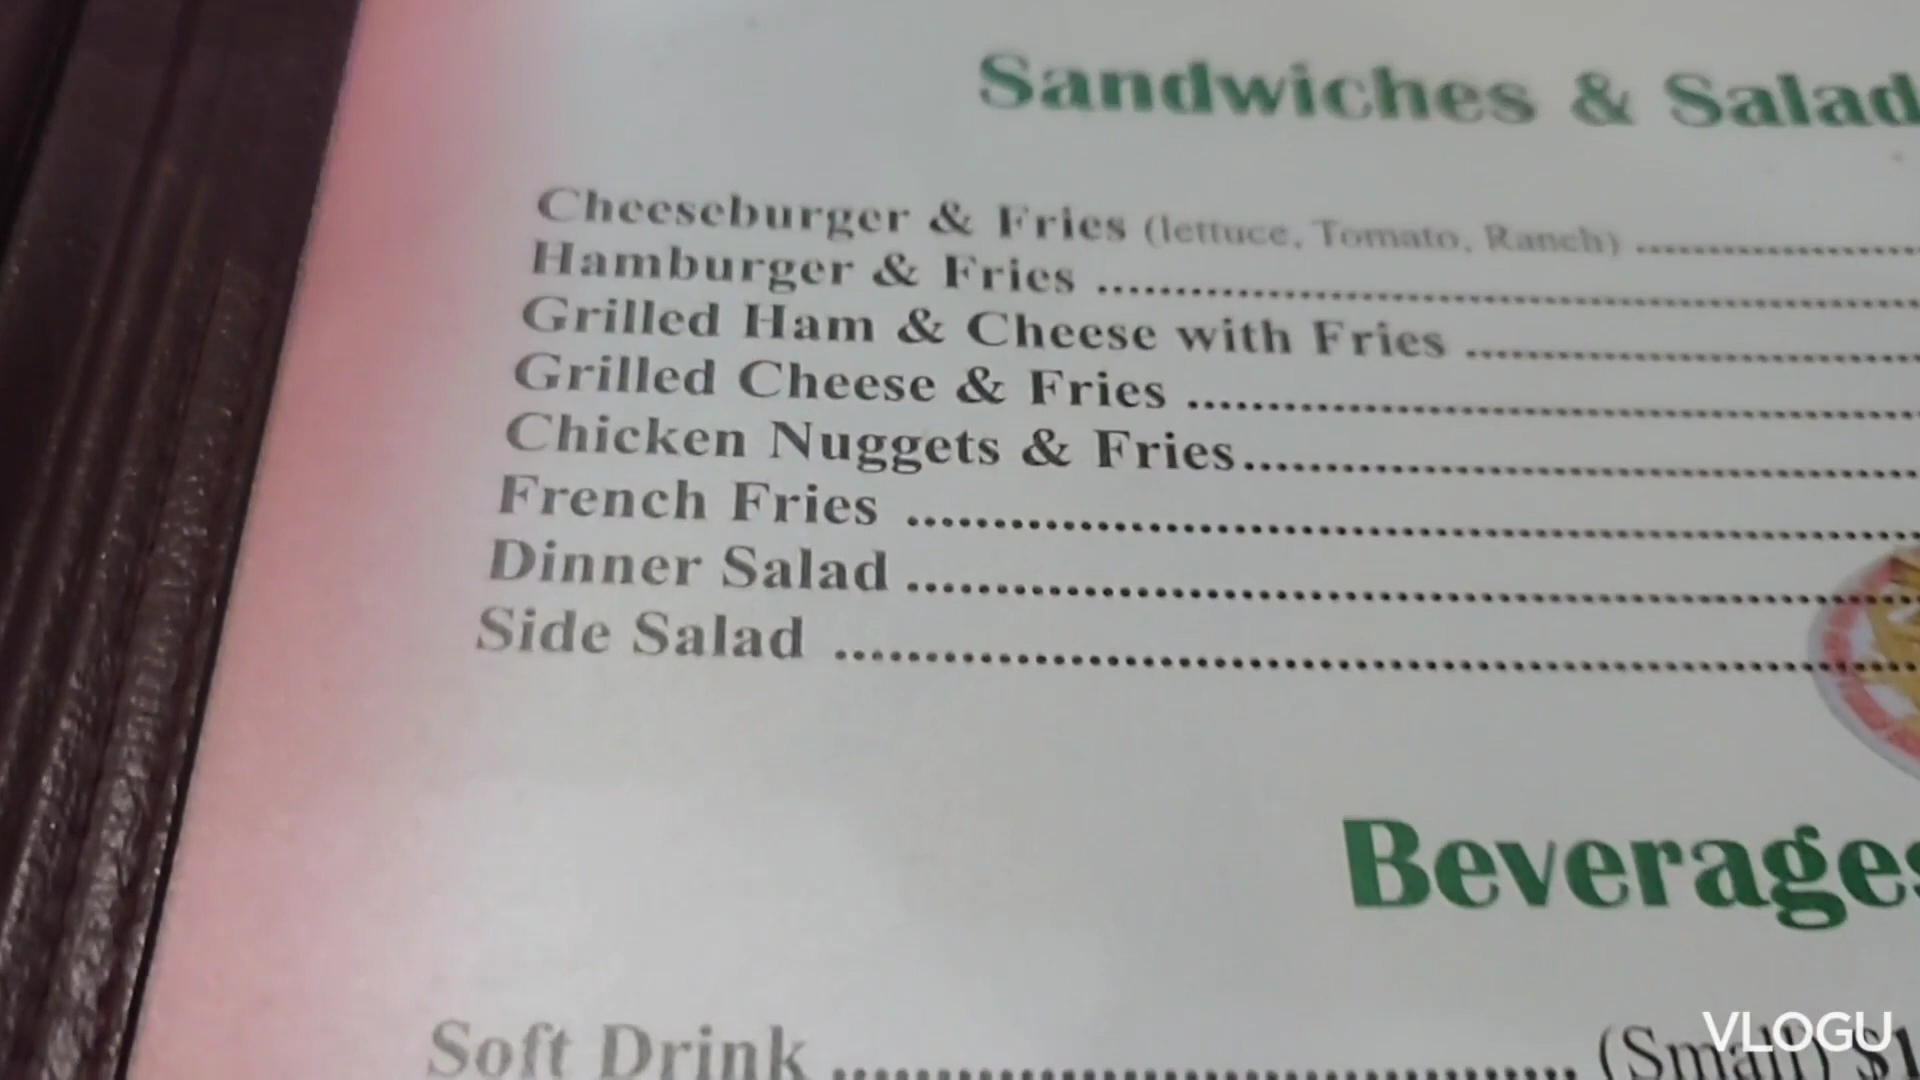 Sandwiches & Salad
Cheeseburger & Fries (lettuce, Tomato, Ranch) ........................
Hamburger & Fries ........................
Grilled Ham & Cheese with Fries ........................
Grilled Cheese & Fries ........................
Chicken Nuggets & Fries ........................
French Fries ........................
Dinner Salad ........................
Side Salad ........................
Beverages
Soft Drink ........................ (Small) $1
VLOGU